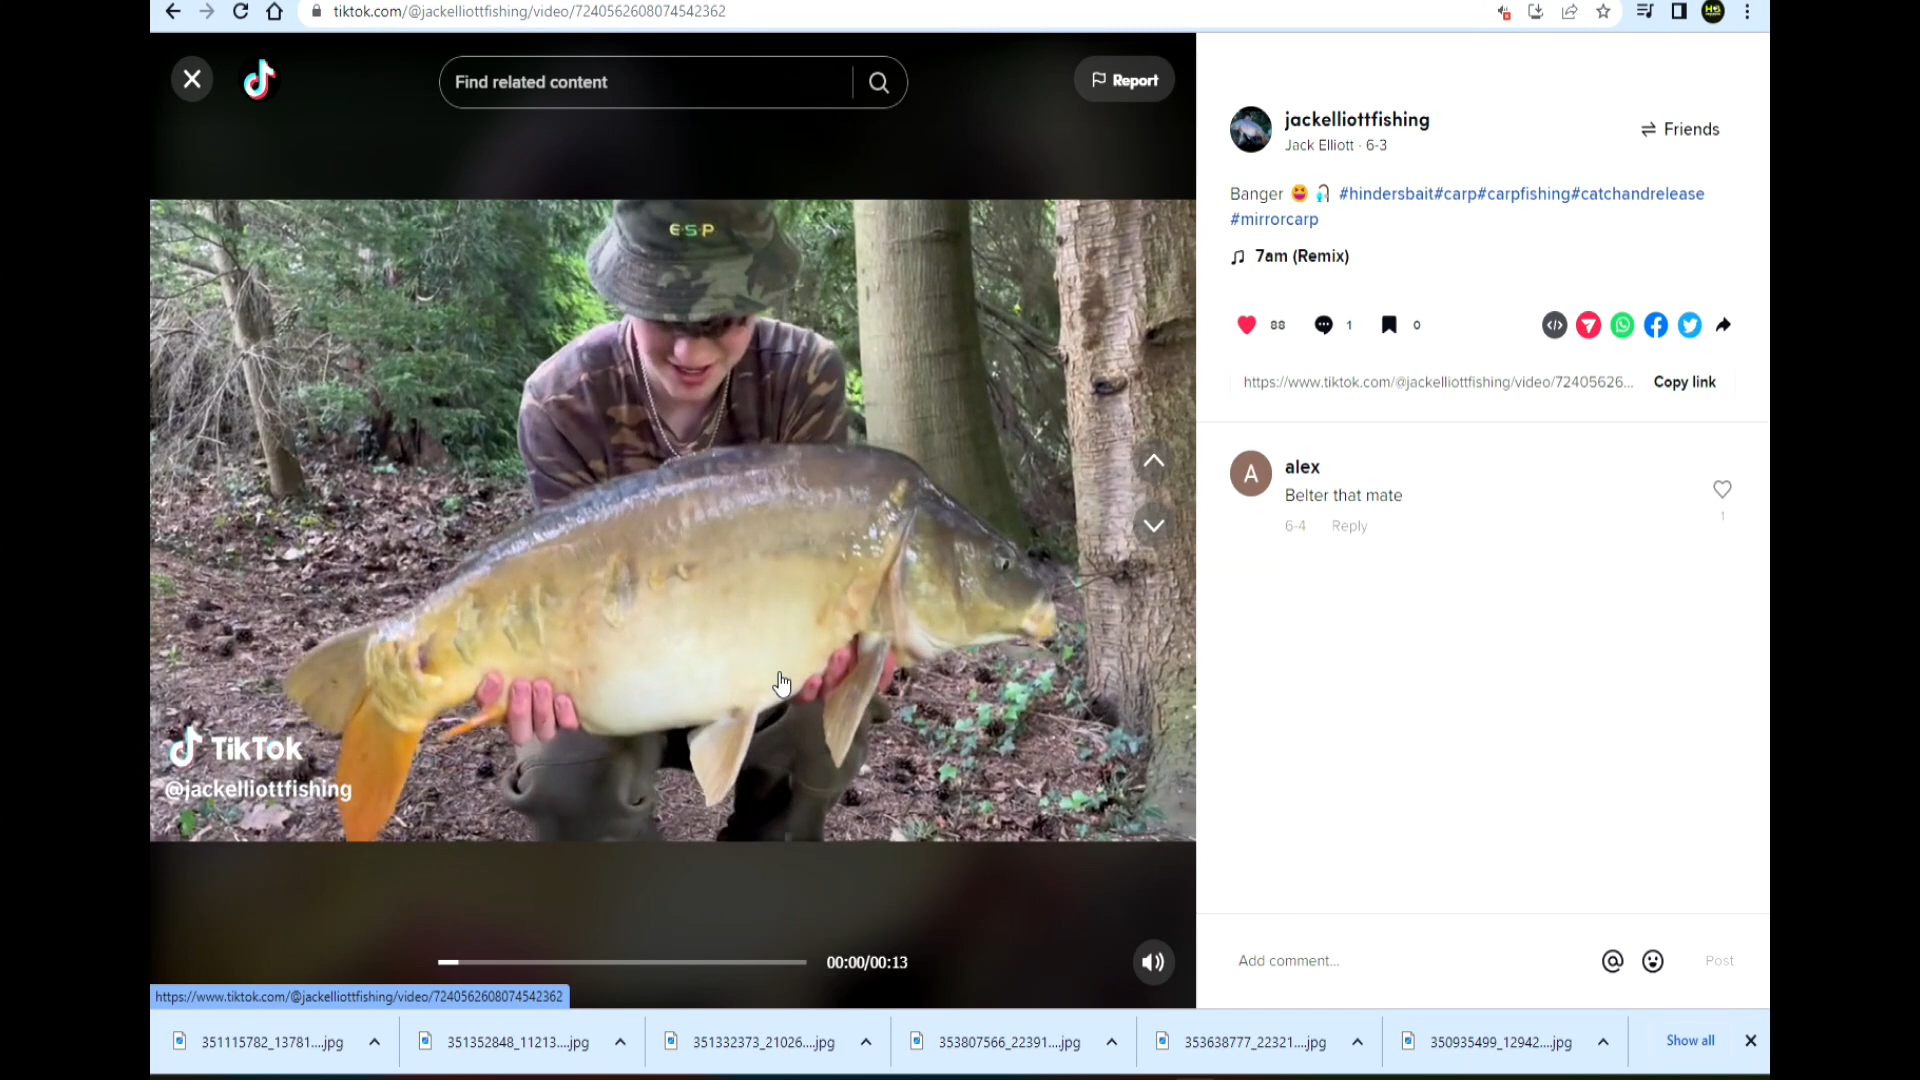 tiktok.com/@jackelliottfishing/video/7240562608074542362
Find related content
Report
ESP
TikTok
@jackelliottfishing
00:00/00:13
https://www.tiktok.com/@jackelliottfishing/video/7240562608074542362
jackelliottfishing
Jack Elliott · 6-3
Friends
Banger 😆 🎣 #hindersbait#carp#carpfishing#catchandrelease
#mirrorcarp
7am (Remix)
88
1
0
https://www.tiktok.com/@jackelliottfishing/video/72405626...
Copy link
A
alex
Belter that mate
6-4 Reply
1
Add comment...
Post
351115782_13781....jpg
351352848_11213....jpg
351332373_21026....jpg
353807566_22391....jpg
353638777_22321....jpg
350935499_12942....jpg
Show all